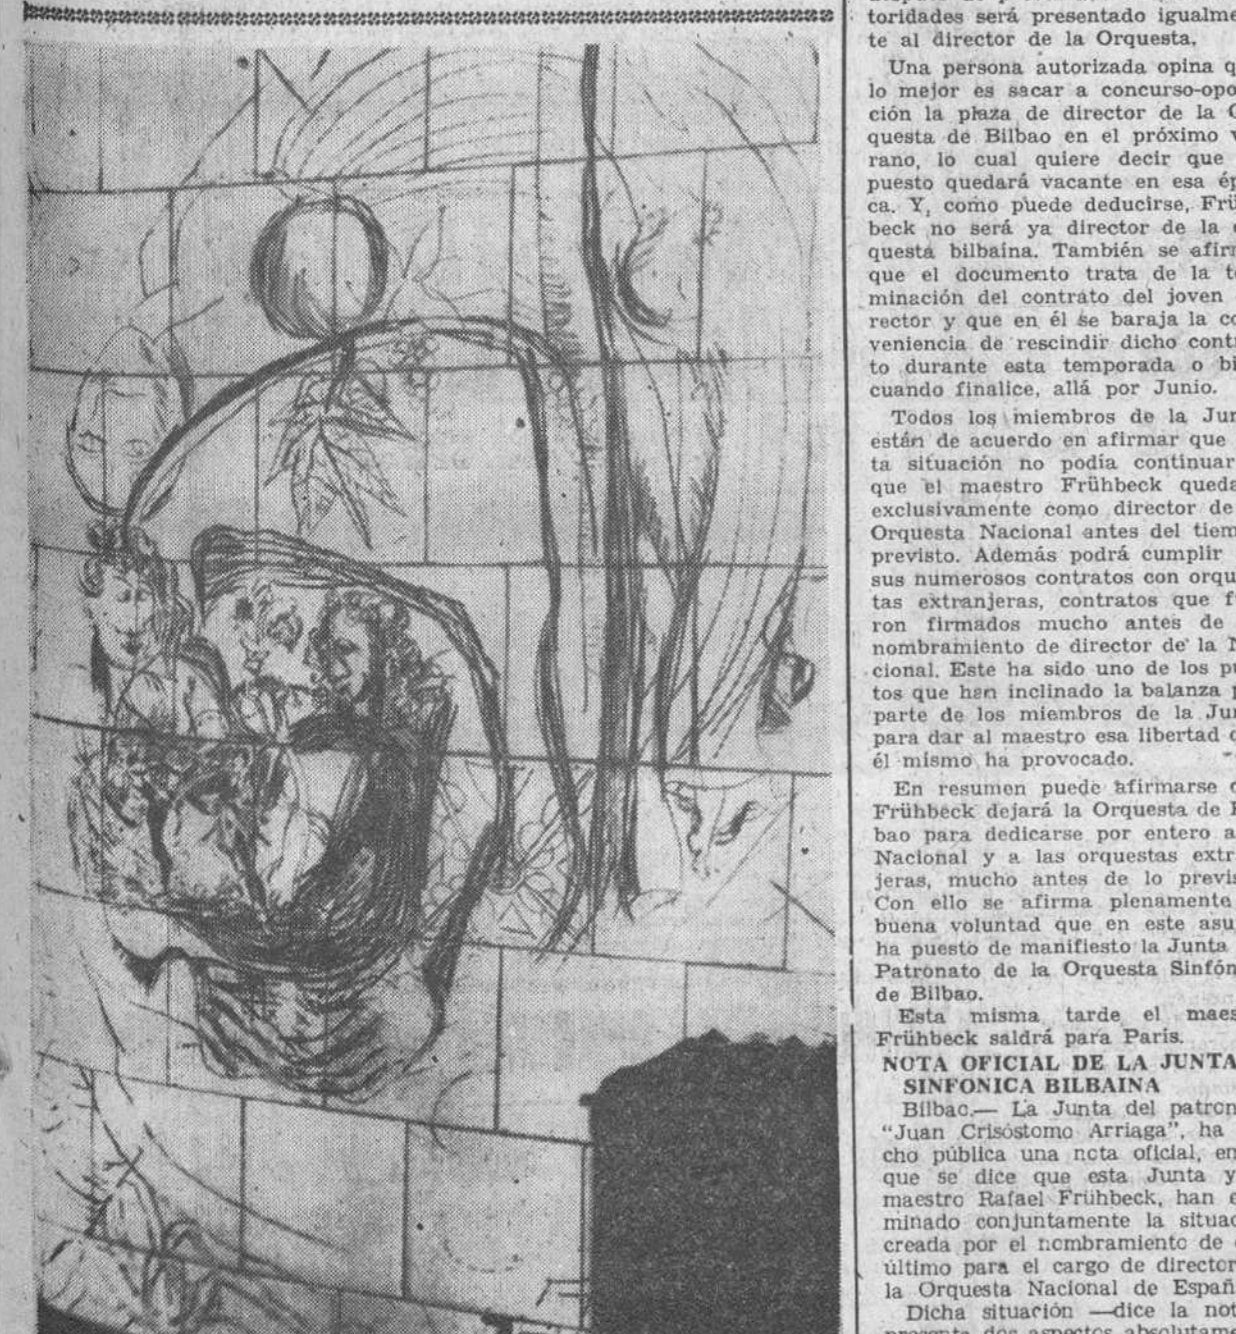 toridades será presentado igualme
te al director de la Orquesta.
Una persona autorizada opina q
lo mejor es sacar a concurso-opo
ción la plaza de director de la
questa de Bilbao en el próximo v
rano, lo cual quiere decir que
puesto quedará vacante en esa ép
ca. Y, como puede deducirse, Frü
beck no será ya director de la
questa bilbaína. También se afir
que el documento trata de la t
minación del contrato del joven
rector y que en él se baraja la co
veniencia de rescindir dicho contr
to durante esta temporada o bi
cuando finalice, allá por Junio.
Todos los miembros de la Jun
están de acuerdo en afirmar que
ta situación no podía continuar
que el maestro Frühbeck queda
exclusivamente como director de
Orquesta Nacional antes del tiem
previsto. Además podrá cumplir
sus numerosos contratos con orqu
tas extranjeras, contratos que f
ron firmados mucho antes de
nombramiento de director de la N
cional. Este ha sido uno de los pu
tos que han inclinado la balanza p
parte de los miembros de la Jun
para dar al maestro esa libertad
él mismo ha provocado.
En resumen puede afirmarse
Frühbeck dejará la Orquesta de
bao para dedicarse por entero a
Nacional y a las orquestas extr
jeras, mucho antes de lo previs
Con ello se afirma plenamente
buena voluntad que en este asu
ha puesto de manifiesto la Junta
Patronato de la Orquesta Sinfón
de Bilbao.
Esta misma tarde el maes
Frühbeck saldrá para París.
NOTA OFICIAL DE LA JUNTA
SINFONICA BILBAINA
Bilbao.— La Junta del patron
"Juan Crisóstomo Arriaga", ha
cho pública una nota oficial, en
que se dice que esta Junta y
maestro Rafael Frühbeck, han e
minado conjuntamente la situac
creada por el nombramiento de
último para el cargo de director
la Orquesta Nacional de Españ
Dicha situación —dice la not
presenta dos aspectos absolutame